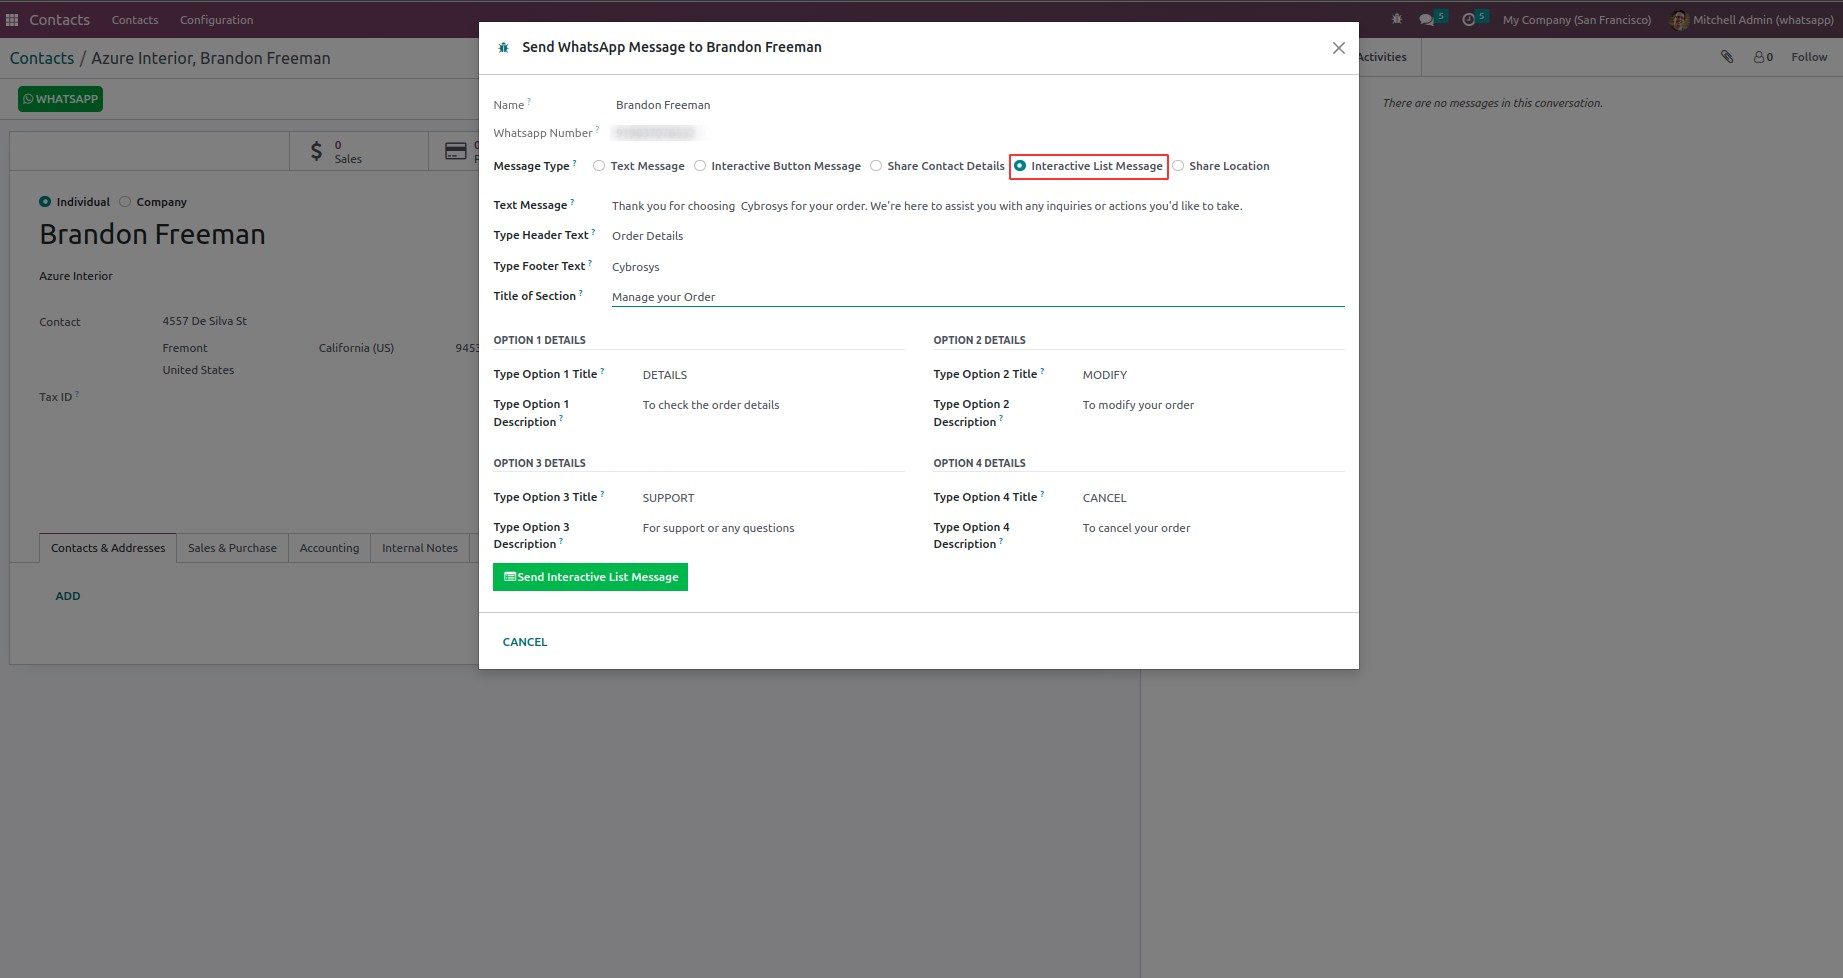 Contacts Contacts Configuration
5 5 My Company (San Francisco) Mitchell Admin (whatsapp)
Contacts / Azure Interior, Brandon Freeman
Activities 0 Follow
WHATSAPP
There are no messages in this conversation.
0
Sales
Individual Company
Brandon Freeman
Azure Interior
Contact 4557 De Silva St
Fremont California (US) 9453
United States
Tax ID ?
Contacts & Addresses Sales & Purchase Accounting Internal Notes
ADD
Send WhatsApp Message to Brandon Freeman
Name ? Brandon Freeman
Whatsapp Number ?
Message Type ? Text Message Interactive Button Message Share Contact Details Interactive List Message Share Location
Text Message ? Thank you for choosing  Cybrosys for your order. We're here to assist you with any inquiries or actions you'd like to take.
Type Header Text ? Order Details
Type Footer Text ? Cybrosys
Title of Section ? Manage your Order
OPTION 1 DETAILS
Type Option 1 Title ? DETAILS
Type Option 1 To check the order details
Description ?
OPTION 2 DETAILS
Type Option 2 Title ? MODIFY
Type Option 2 To modify your order
Description ?
OPTION 3 DETAILS
Type Option 3 Title ? SUPPORT
Type Option 3 For support or any questions
Description ?
OPTION 4 DETAILS
Type Option 4 Title ? CANCEL
Type Option 4 To cancel your order
Description ?
Send Interactive List Message
CANCEL